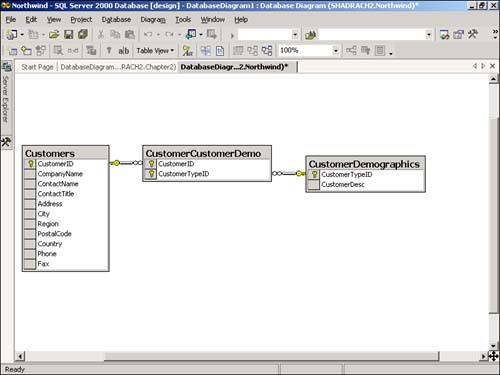 Northwind - SQL Server 2000 Database [design] - DatabaseDiagram1 : Database Diagram (SHADRACH2.Northwind)*
File Edit View Project Database Diagram Tools Window Help
ab Table View 100%
Start Page DatabaseDiagram....RACH2.Chapter2) DatabaseDiagr...2.Northwind)*
Server Explorer
Customers
CustomerID
CompanyName
ContactName
ContactTitle
Address
City
Region
PostalCode
Country
Phone
Fax
CustomerCustomerDemo
CustomerID
CustomerTypeID
CustomerDemographics
CustomerTypeID
CustomerDesc
Ready